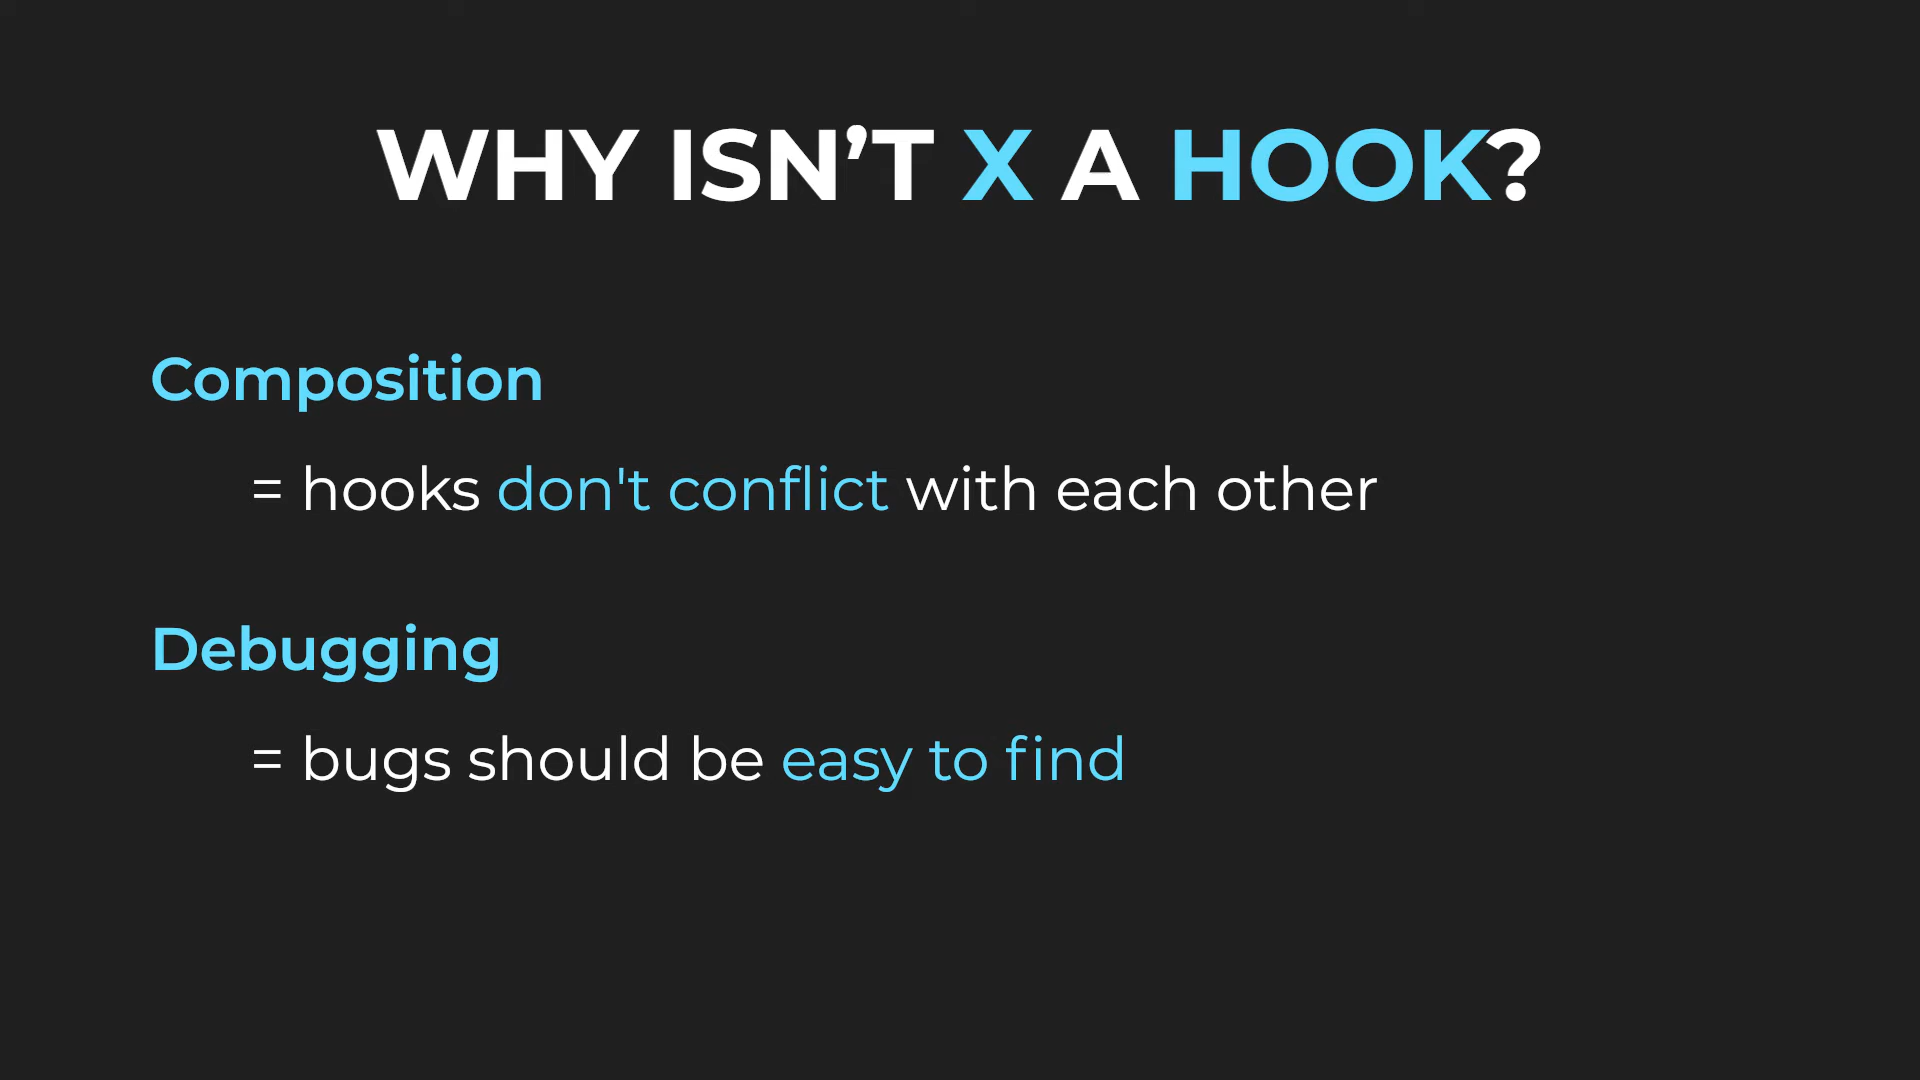 WHY ISN’T X A HOOK?
Composition
= hooks don't conflict with each other
Debugging
= bugs should be easy to find